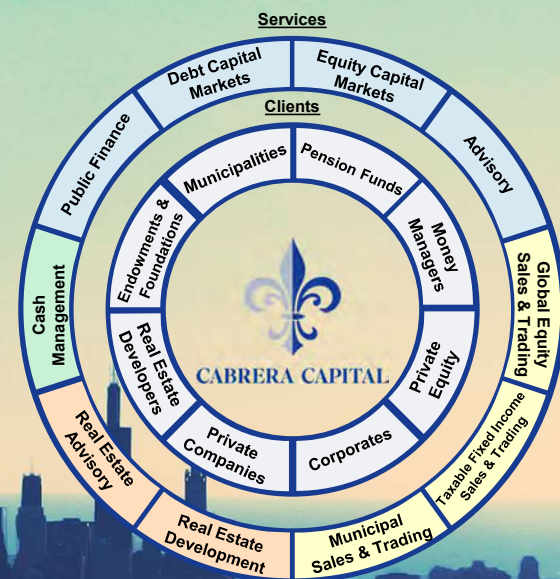 Services
Debt Capital
Markets
Equity Capital
Markets
Advisory
Global Equity
Sales & Trading
Taxable Fixed Income
Sales & Trading
Municipal
Sales & Trading
Real Estate
Development
Real Estate
Advisory
Cash
Management
Public Finance
Clients
Municipalities
Pension Funds
Money
Managers
Private
Equity
Corporates
Private
Companies
Real Estate
Developers
Endowments &
Foundations
CABRERA CAPITAL